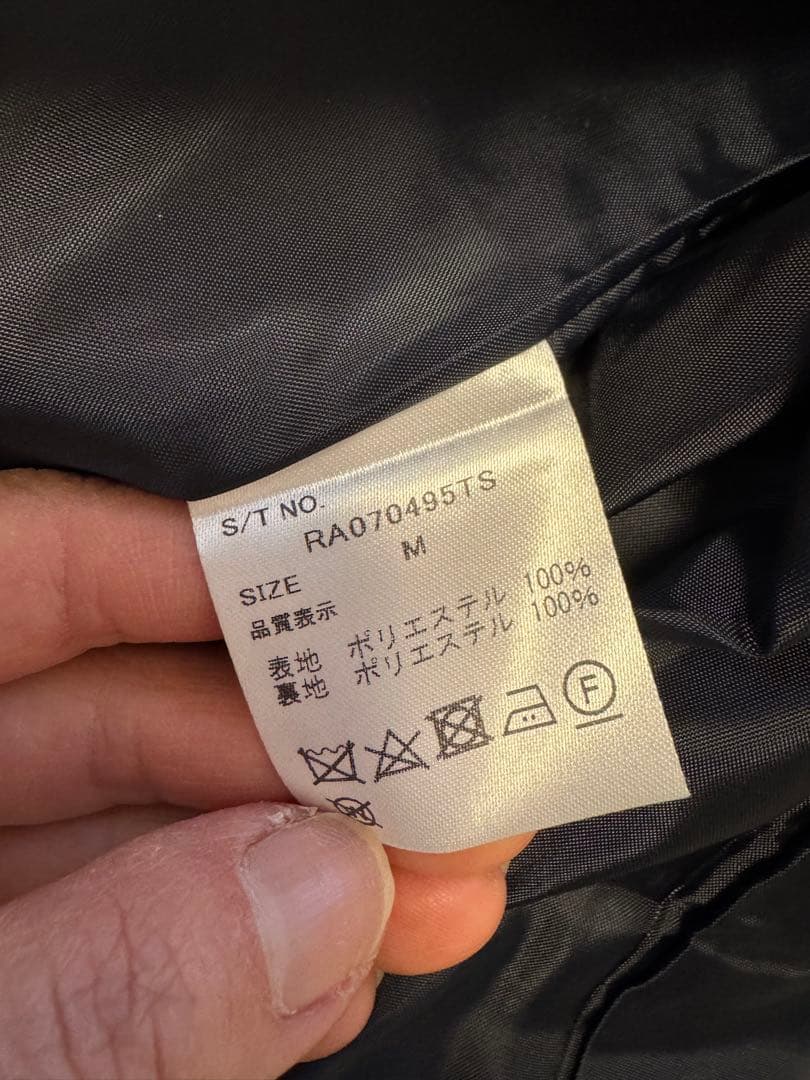 S/T NO.
RA070495TS
SIZE M
品質表示
表地 ポリエステル 100%
裏地 ポリエステル 100%
F